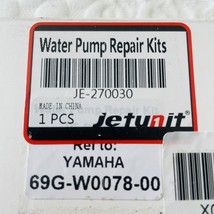 Water Pump Repair Kits
JE-270030
MADE IN CHINA
1 PCS
Jetunit
Ref to:
YAMAHA
69G-W0078-00